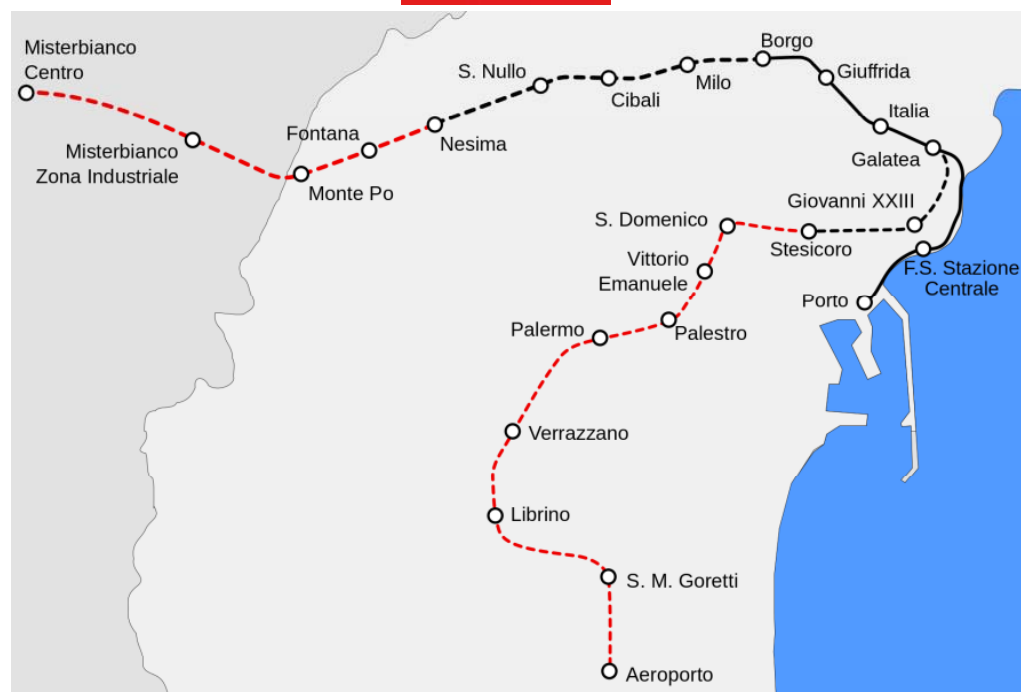 Misterbianco
Centro
Borgo
S. Nullo
Milo
Giuffrida
Cibali
Italia
Fontana
Nesima
Misterbianco
Zona Industriale
Galatea
Monte Po
Giovanni XXIII
S. Domenico
Stesicoro
Vittorio
Emanuele
F.S. Stazione
Centrale
Porto
Palermo
Palestro
Verrazzano
Librino
S. M. Goretti
Aeroporto